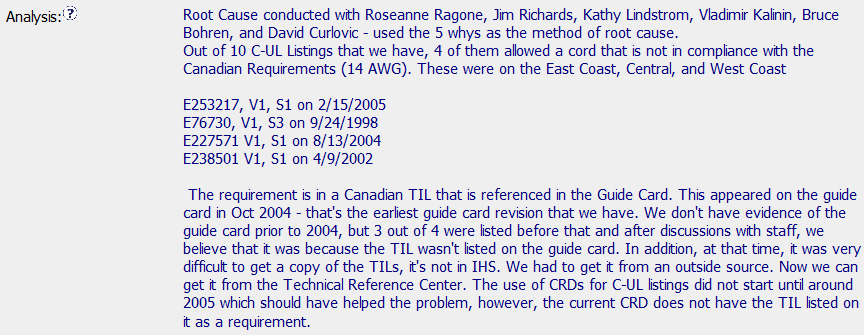 Analysis:? Root Cause conducted with Roseanne Ragone, Jim Richards, Kathy Lindstrom, Vladimir Kalinin, Bruce
Bohren, and David Curlovic - used the 5 whys as the method of root cause.
Out of 10 C-UL Listings that we have, 4 of them allowed a cord that is not in compliance with the
Canadian Requirements (14 AWG). These were on the East Coast, Central, and West Coast
E253217, V1, S1 on 2/15/2005
E76730, V1, S3 on 9/24/1998
E227571 V1, S1 on 8/13/2004
E238501 V1, S1 on 4/9/2002
The requirement is in a Canadian TIL that is referenced in the Guide Card. This appeared on the guide
card in Oct 2004 - that's the earliest guide card revision that we have. We don't have evidence of the
guide card prior to 2004, but 3 out of 4 were listed before that and after discussions with staff, we
believe that it was because the TIL wasn't listed on the guide card. In addition, at that time, it was very
difficult to get a copy of the TILs, it's not in IHS. We had to get it from an outside source. Now we can
get it from the Technical Reference Center. The use of CRDs for C-UL listings did not start until around
2005 which should have helped the problem, however, the current CRD does not have the TIL listed on
it as a requirement.